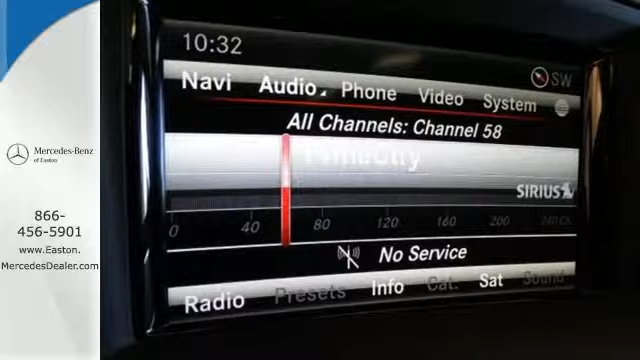 10:32
SW
Navi Audio Phone Video System
All Channels: Channel 58
SIRIUS
0 40 80 120 160 200 240 Ch.
No Service
Radio Presets Info Cat. Sat Sound
Mercedes-Benz
of Easton
866-
456-5901
www.Easton.
MercedesDealer.com